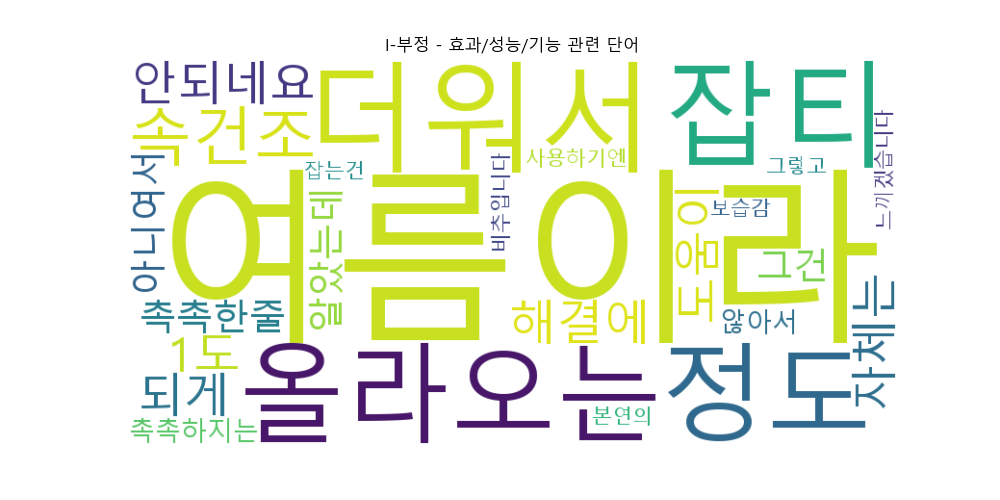 I-부정 - 효과/성능/기능 관련 단어
안되네요
더워서
잡티
속건조
잡는건
사용하기엔
그렇고
느끼겠습니다
아니여서
여름이라
알았는데
비추입니다
도움이
보습감
그건
촉촉한줄
해결에
않아서
자체는
1도
되게
올라오는
정도
본연의
촉촉하지는